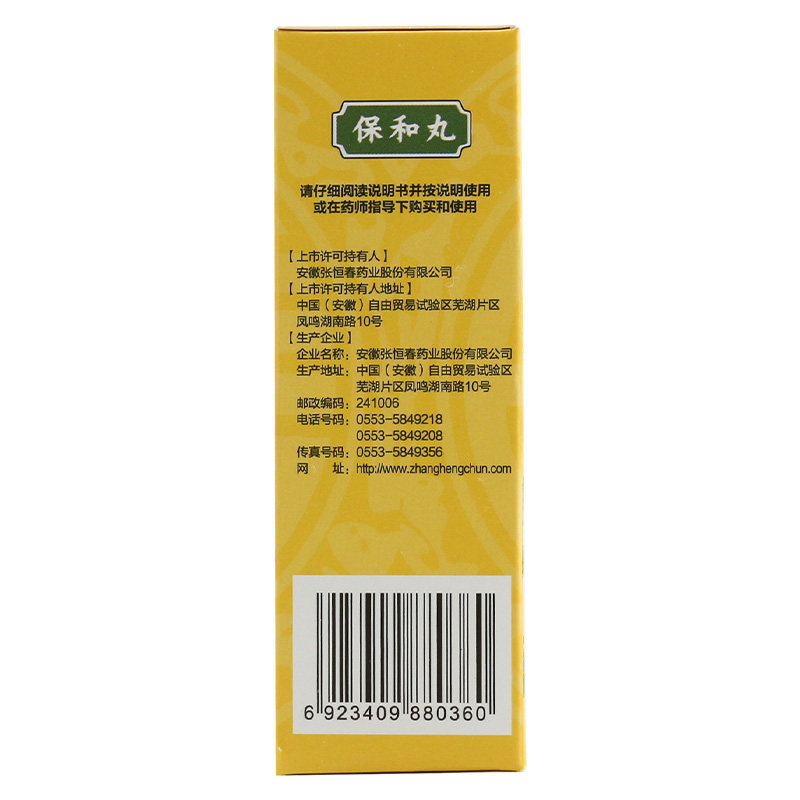 保和丸
请仔细阅读说明书并按说明使用
或在药师指导下购买和使用
【上市许可持有人】
安徽张恒春药业股份有限公司
【上市许可持有人地址】
中国（安徽）自由贸易试验区芜湖片区
凤鸣湖南路10号
【生产企业】
企业名称：安徽张恒春药业股份有限公司
生产地址：中国（安徽）自由贸易试验区
芜湖片区凤鸣湖南路10号
邮政编码：241006
电话号码：0553-5849218
0553-5849208
传真号码：0553-5849356
网 址：http://www.zhanghengchun.com
6 923409 880360